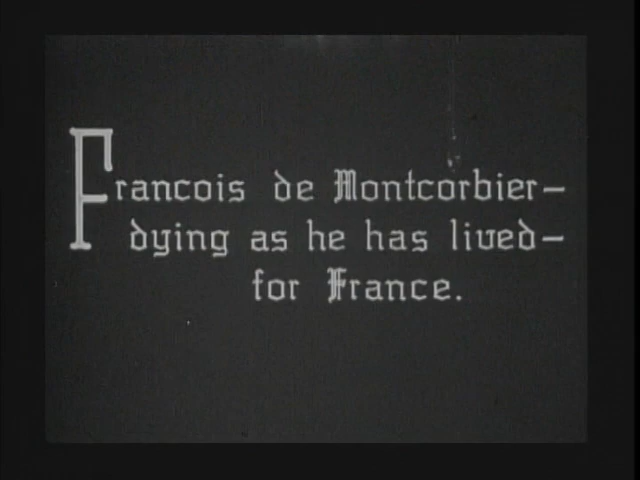 Francois de Montcorbier—
dying as he has lived—
for France.